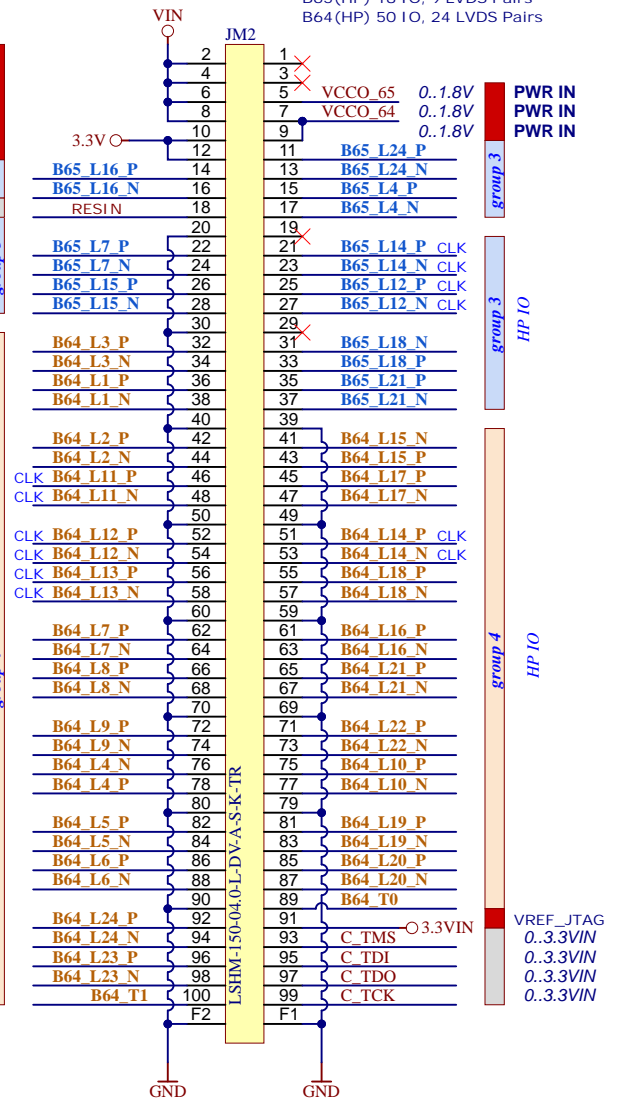 B64(HP) 50 IO, 24 LVDS Pairs
VIN
JM2
2 1
4 3
6 5 VCCO_65 0..1.8V PWR IN
8 7 VCCO_64 0..1.8V PWR IN
10 9 0..1.8V PWR IN
3.3V
12 11 B65_L24_P
B65_L16_P 14 13 B65_L24_N
B65_L16_N 16 15 B65_L4_P
RESIN 18 17 B65_L4_N
group 3
20 19
B65_L7_P 22 21 B65_L14_P CLK
B65_L7_N 24 23 B65_L14_N CLK
B65_L15_P 26 25 B65_L12_P CLK
B65_L15_N 28 27 B65_L12_N CLK
30 29
B64_L3_P 32 31 B65_L18_N
B64_L3_N 34 33 B65_L18_P
B64_L1_P 36 35 B65_L21_P
B64_L1_N 38 37 B65_L21_N
group 3
HP IO
40 39
B64_L2_P 42 41 B64_L15_N
B64_L2_N 44 43 B64_L15_P
CLK B64_L11_P 46 45 B64_L17_P
CLK B64_L11_N 48 47 B64_L17_N
50 49
CLK B64_L12_P 52 51 B64_L14_P CLK
CLK B64_L12_N 54 53 B64_L14_N CLK
CLK B64_L13_P 56 55 B64_L18_P
CLK B64_L13_N 58 57 B64_L18_N
60 59
B64_L7_P 62 61 B64_L16_P
B64_L7_N 64 63 B64_L16_N
B64_L8_P 66 65 B64_L21_P
B64_L8_N 68 67 B64_L21_N
70 69
B64_L9_P 72 71 B64_L22_P
B64_L9_N 74 73 B64_L22_N
B64_L4_N 76 75 B64_L10_P
B64_L4_P 78 77 B64_L10_N
80 79
B64_L5_P 82 81 B64_L19_P
B64_L5_N 84 83 B64_L19_N
B64_L6_P 86 85 B64_L20_P
B64_L6_N 88 87 B64_L20_N
90 89 B64_T0
group 4
HP IO
B64_L24_P 92 91 3.3VIN VREF_JTAG
B64_L24_N 94 93 C_TMS 0..3.3VIN
B64_L23_P 96 95 C_TDI 0..3.3VIN
B64_L23_N 98 97 C_TDO 0..3.3VIN
B64_T1 100 99 C_TCK 0..3.3VIN
F2 F1
LSHM-150-04.0-L-DV-A-S-K-TR
GND GND